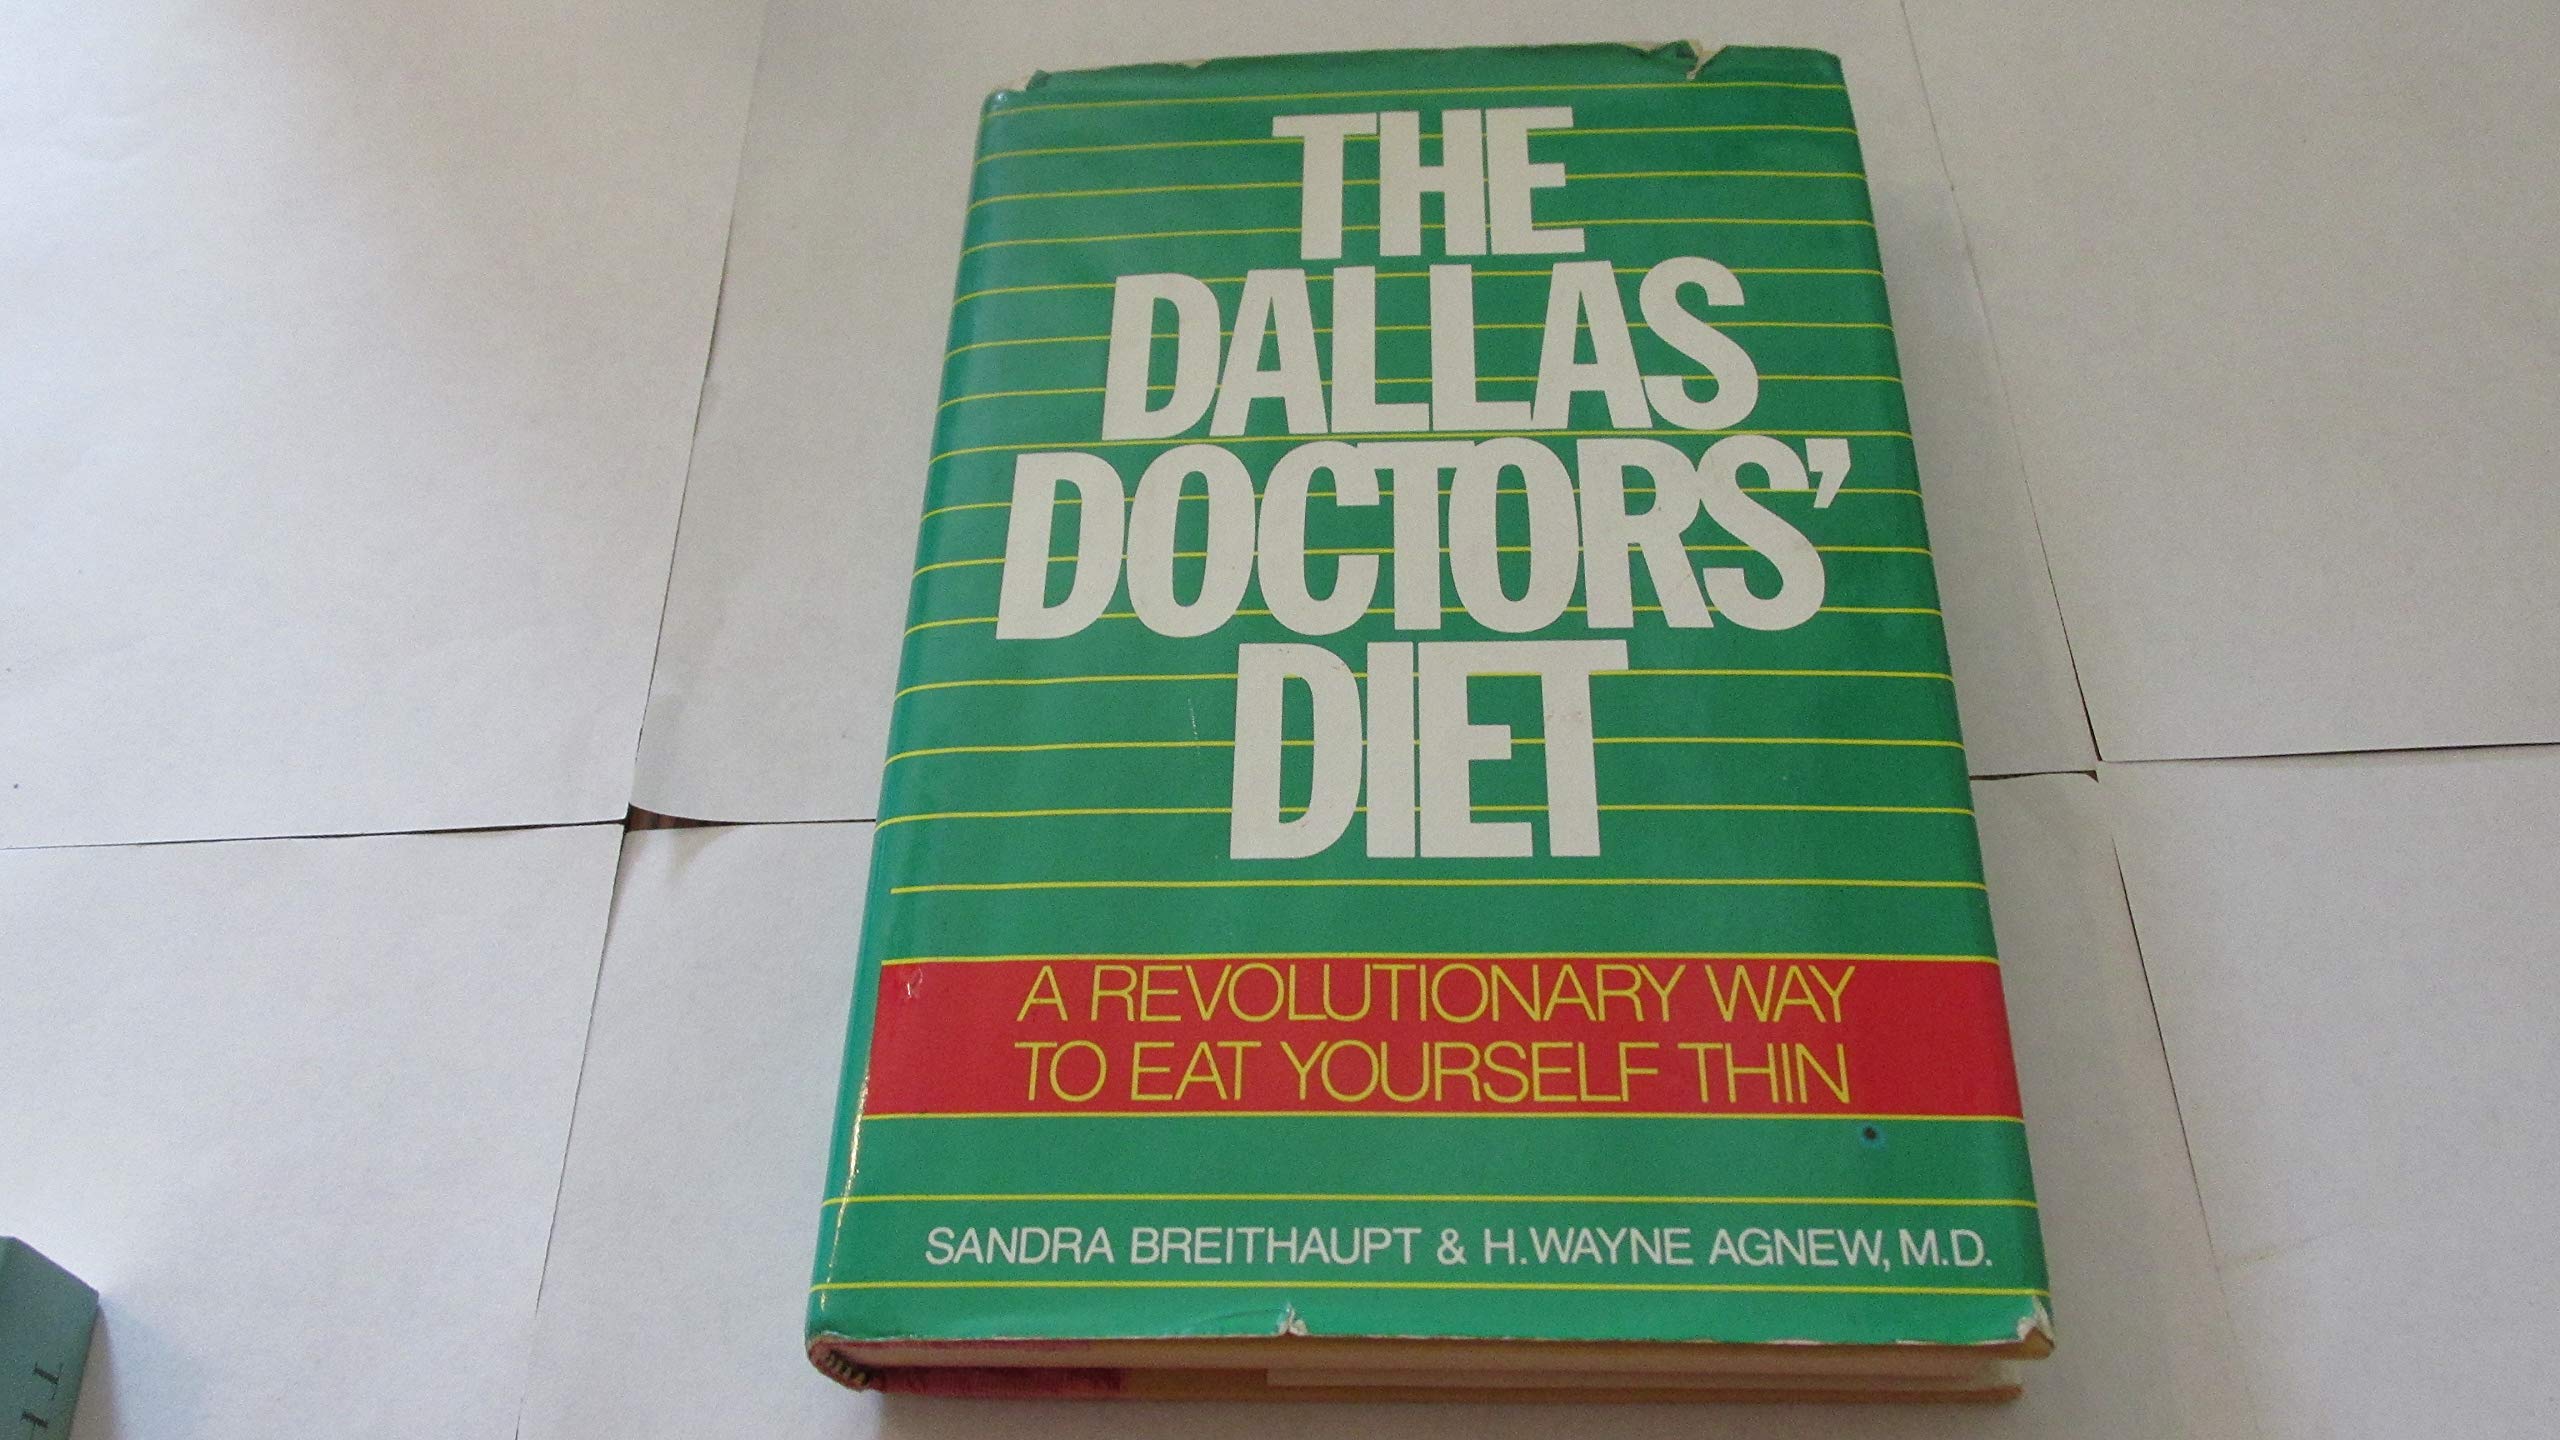 THE
DALLAS
DOCTORS'
DIET
A REVOLUTIONARY WAY
TO EAT YOURSELF THIN
SANDRA BREITHAUPT & H. WAYNE AGNEW, M.D.